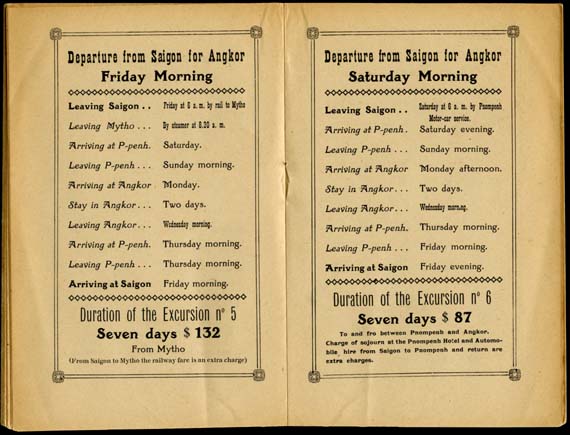 Departure from Saigon for Angkor
Friday Morning
Leaving Saigon . . Friday at 6 a. m. by rail to Mytho
Leaving Mytho . . . By steamer at 8.20 a. m.
Arriving at P-penh. Saturday.
Leaving P-penh . . . Sunday morning.
Arriving at Angkor Monday.
Stay in Angkor . . . Two days.
Leaving Angkor . . . Wednesday morning.
Arriving at P-penh. Thursday morning.
Leaving P-penh . . . Thursday morning.
Arriving at Saigon Friday morning.
Duration of the Excursion nº 5
Seven days $ 132
From Mytho
(From Saigon to Mytho the railway fare is an extra charge)
Departure from Saigon for Angkor
Saturday Morning
Leaving Saigon . . Saturday at 6 a. m. by Pnompenh
Motor-car service.
Arriving at P-penh. Saturday evening.
Leaving P-penh . . . Sunday morning.
Arriving at Angkor Monday afternoon.
Stay in Angkor . . . Two days.
Leaving Angkor . . . Wednesday morning.
Arriving at P-penh. Thursday morning.
Leaving P-penh . . . Friday morning.
Arriving at Saigon Friday evening.
Duration of the Excursion nº 6
Seven days $ 87
To and fro between Pnompenh and Angkor.
Charge of sojourn at the Pnompenh Hotel and Automo-
bile hire from Saigon to Pnompenh and return are
extra charges.